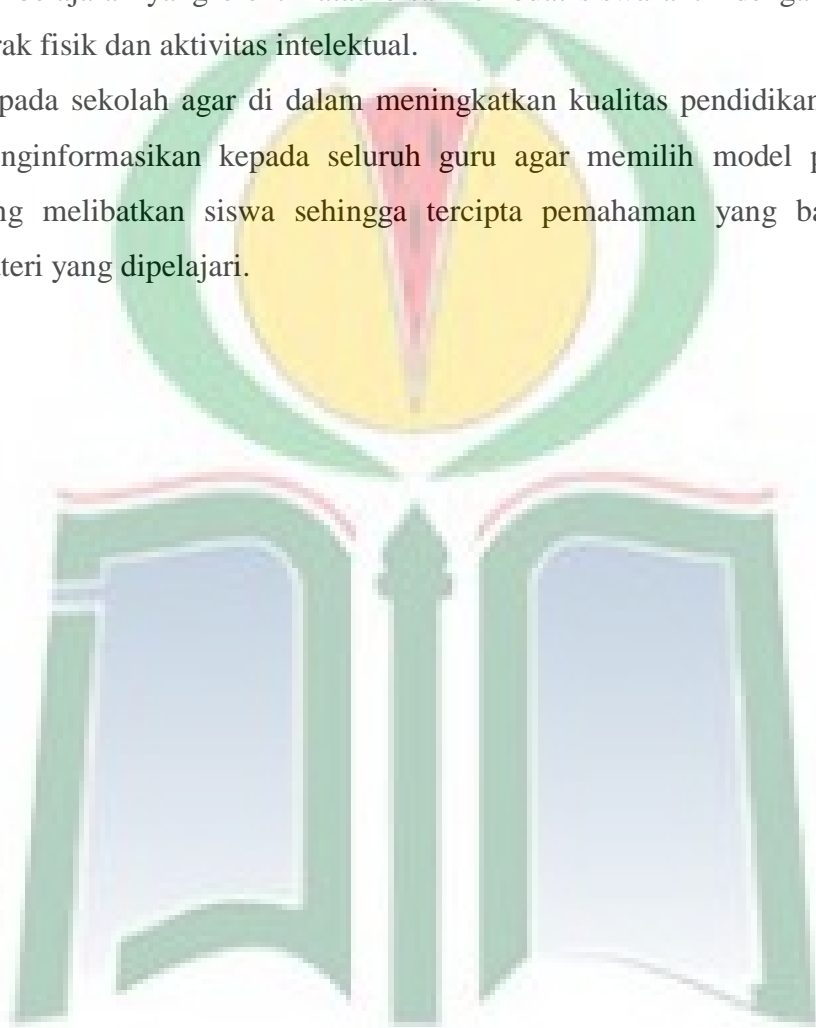 rak fisik dan aktivitas intelektual.
pada sekolah agar di dalam meningkatkan kualitas pendidikan
nginformasikan kepada seluruh guru agar memilih model p
ng melibatkan siswa sehingga tercipta pemahaman yang ba
teri yang dipelajari.